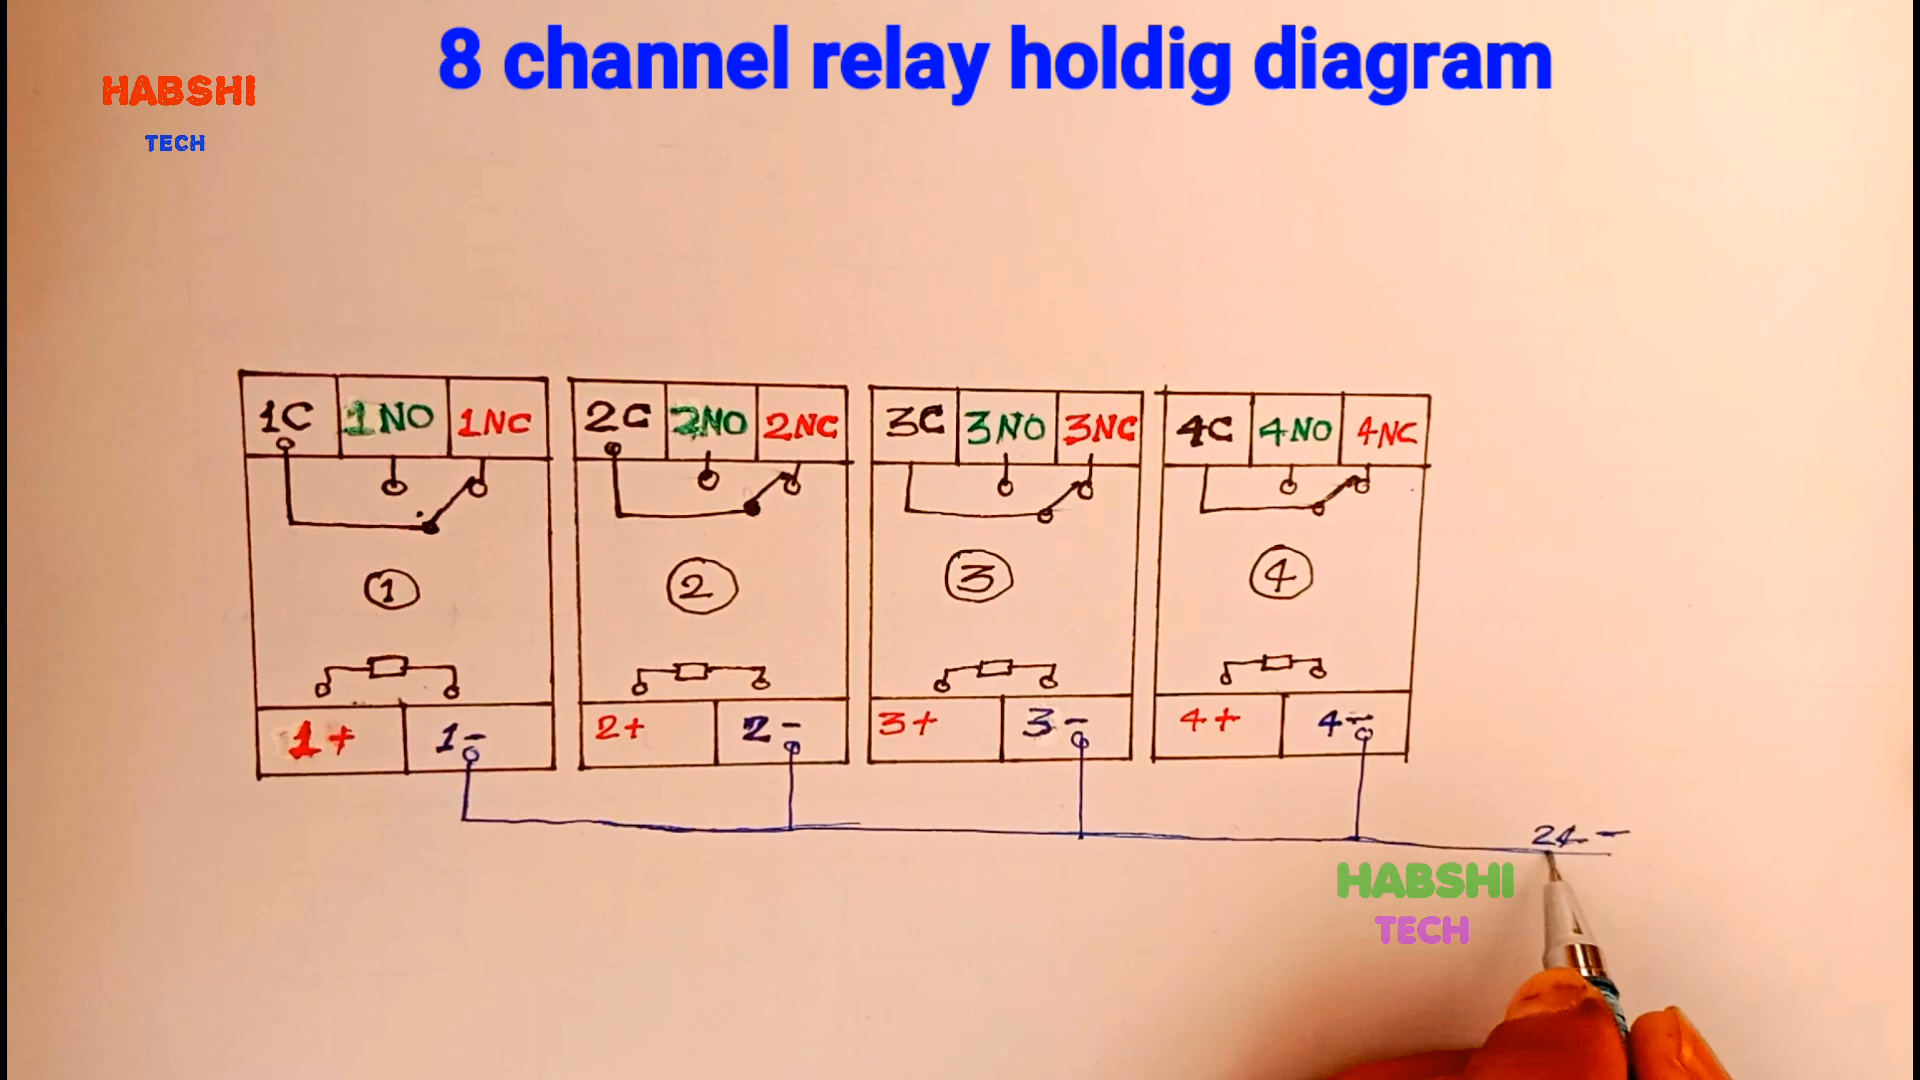 8 channel relay holdig diagram
HABSHI
TECH
1C 1NO 1NC 2C 2NO 2NC 3C 3NO 3NC 4C 4NO 4NC
1 2 3 4
1+ 1- 2+ 2- 3+ 3- 4+ 4-
24-
HABSHI
TECH